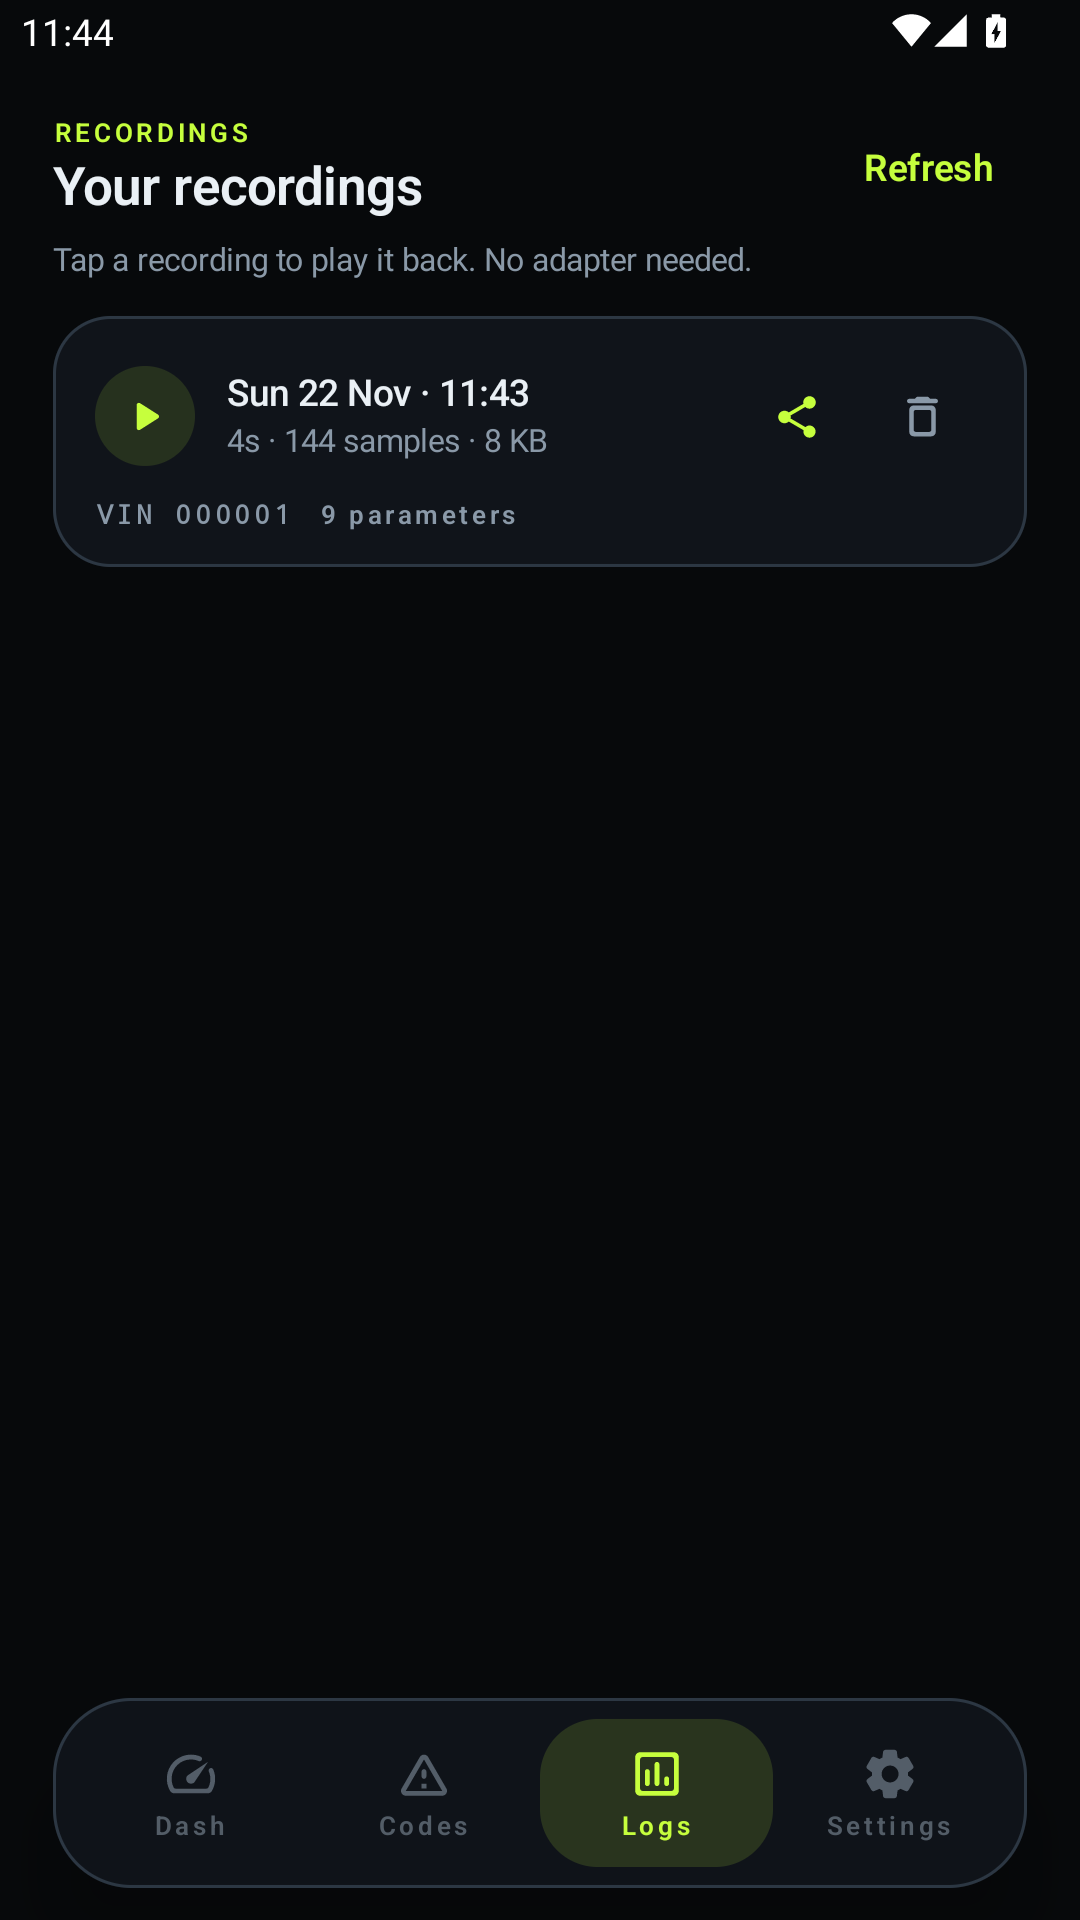 11:44
RECORDINGS
Your recordings
Refresh
Tap a recording to play it back. No adapter needed.
Sun 22 Nov · 11:43
4s · 144 samples · 8 KB
VIN 000001 9 parameters
Dash
Codes
Logs
Settings